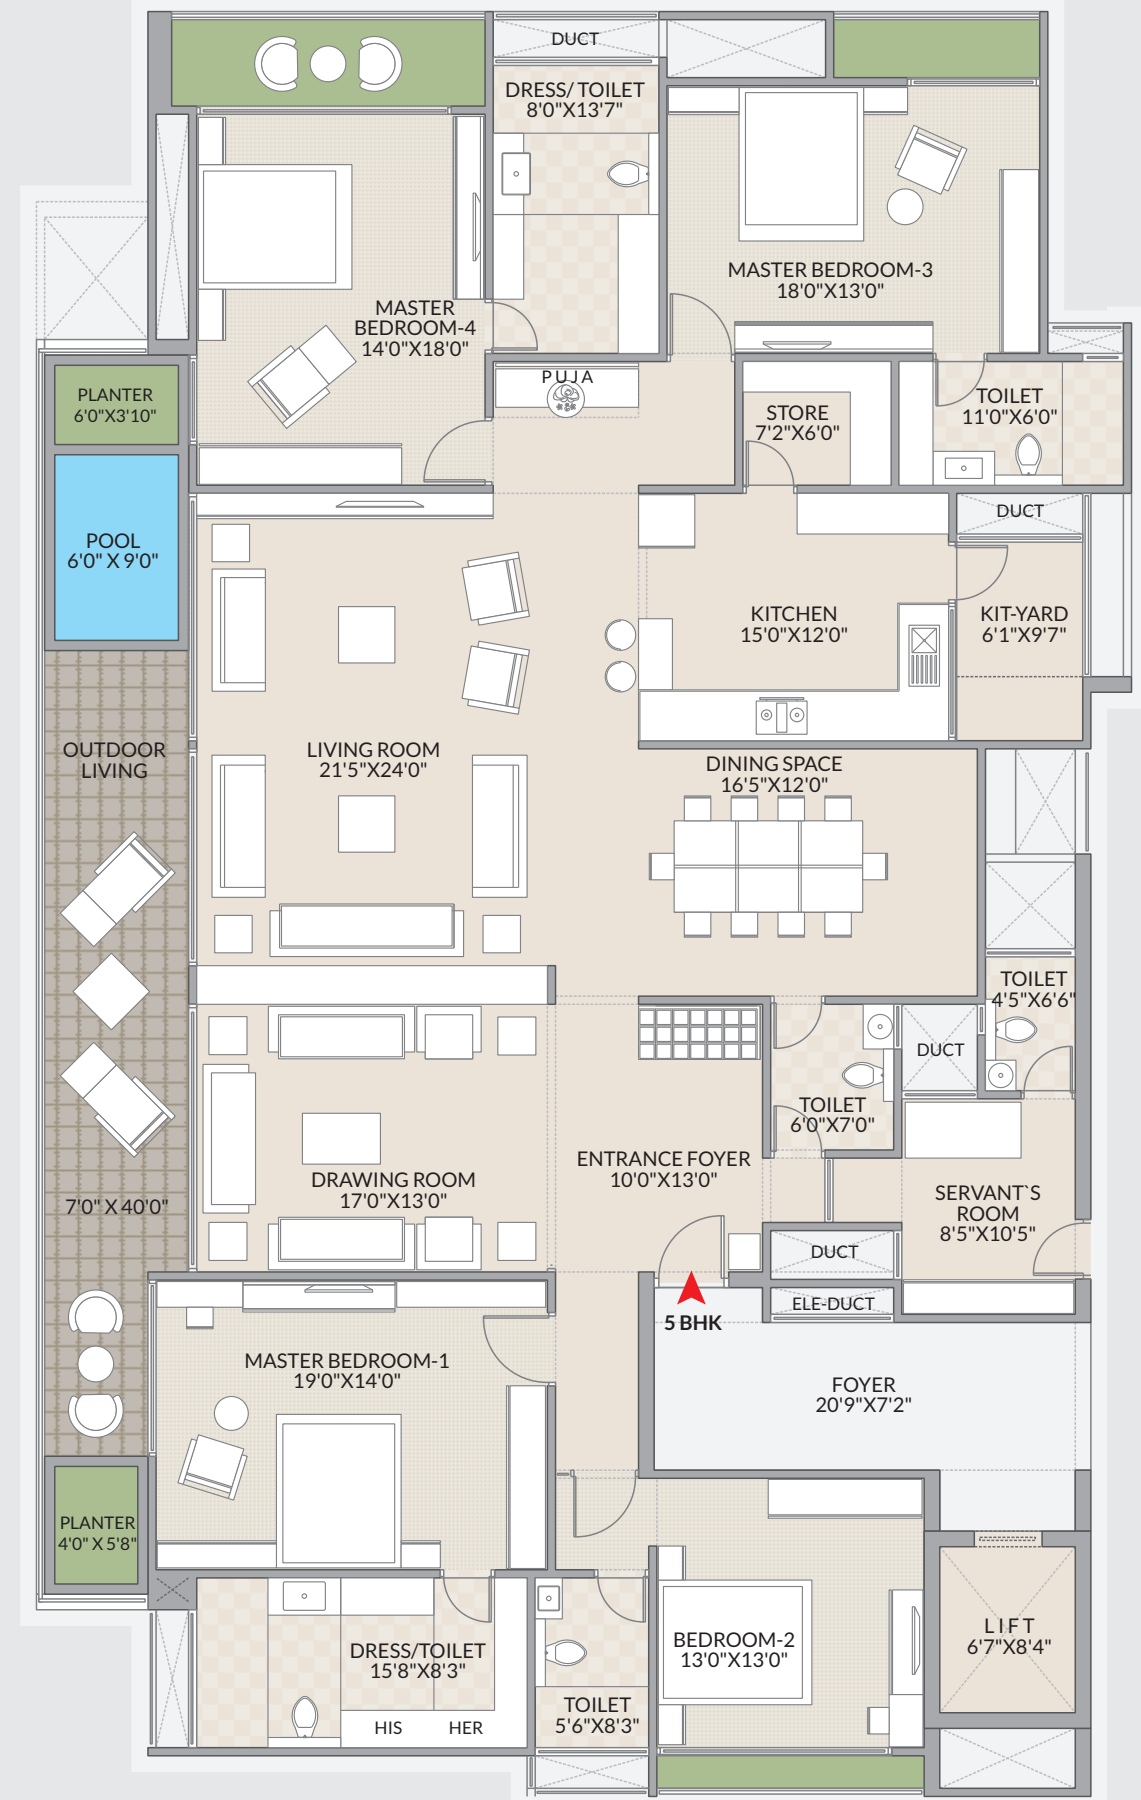 DUCT
DRESS/ TOILET
8'0"X13'7"
MASTER BEDROOM-3
18'0"X13'0"
MASTER
BEDROOM-4
14'0"X18'0"
PUJA
PLANTER
6'0"X3'10"
STORE
7'2"X6'0"
TOILET
11'0"X6'0"
DUCT
POOL
6'0" X 9'0"
KITCHEN
15'0"X12'0"
KIT-YARD
6'1"X9'7"
OUTDOOR
LIVING
LIVING ROOM
21'5"X24'0"
DINING SPACE
16'5"X12'0"
TOILET
4'5"X6'6"
DUCT
TOILET
6'0"X7'0"
ENTRANCE FOYER
10'0"X13'0"
DRAWING ROOM
17'0"X13'0"
7'0" X 40'0"
SERVANT`S
ROOM
8'5"X10'5"
DUCT
ELE-DUCT
5 BHK
MASTER BEDROOM-1
19'0"X14'0"
FOYER
20'9"X7'2"
PLANTER
4'0" X 5'8"
DRESS/TOILET
15'8"X8'3"
HIS HER
TOILET
5'6"X8'3"
BEDROOM-2
13'0"X13'0"
LIFT
6'7"X8'4"